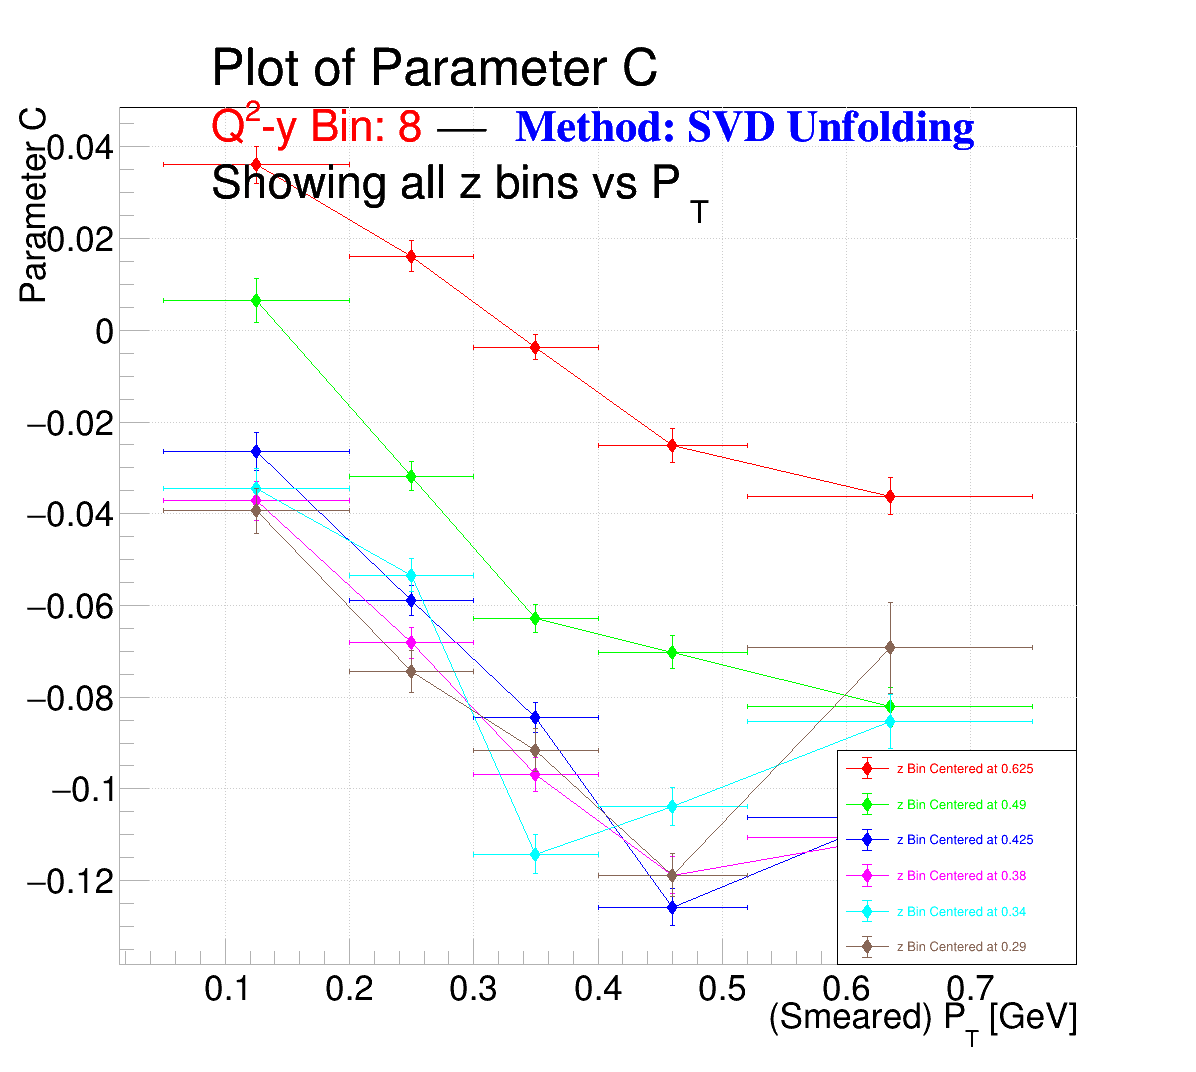 Plot of Parameter C
Q²-y Bin: 8 — Method: SVD Unfolding
Showing all z bins vs P_T
Parameter C
0.04
0.02
0
−0.02
−0.04
−0.06
−0.08
−0.1
−0.12
z Bin Centered at 0.625
z Bin Centered at 0.49
z Bin Centered at 0.425
z Bin Centered at 0.38
z Bin Centered at 0.34
z Bin Centered at 0.29
0.1 0.2 0.3 0.4 0.5 0.6 0.7
(Smeared) P_T [GeV]